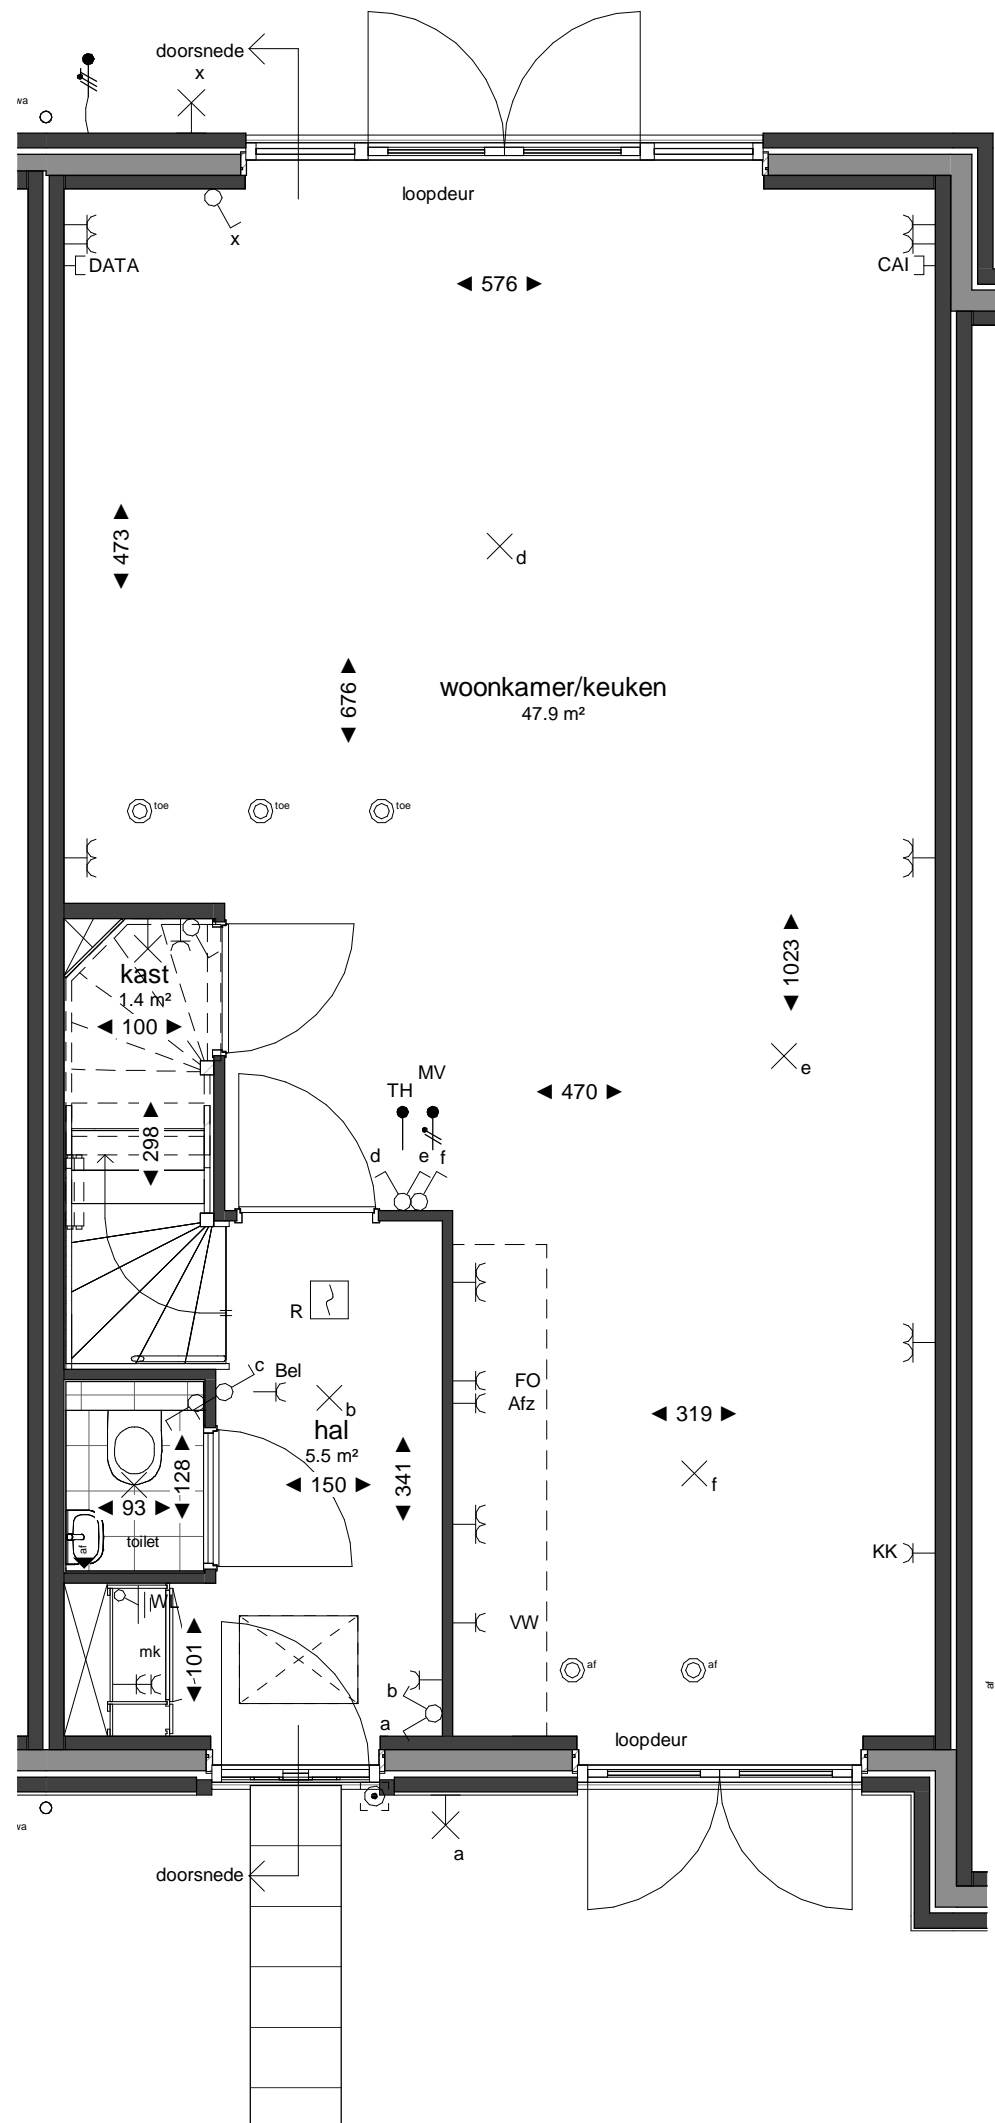 doorsnede
x
wa
loopdeur
x
DATA
CAI
576
473
d
676
woonkamer/keuken
47.9 m²
toe
toe
toe
1023
kast
1.4 m²
100
e
470
MV
TH
298
d
e
f
R
c
Bel
FO
b
Afz
hal
5.5 m²
319
128
341
150
f
93
toilet
af
KK
WL
VW
mk
101
af
af
b
a
af
loopdeur
wa
a
doorsnede